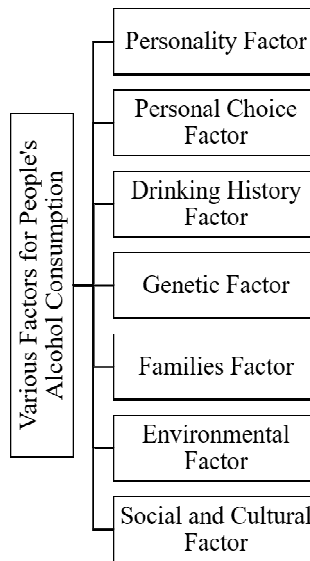 Various Factors for People's
Alcohol Consumption
Personality Factor
Personal Choice
Factor
Drinking History
Factor
Genetic Factor
Families Factor
Environmental
Factor
Social and Cultural
Factor